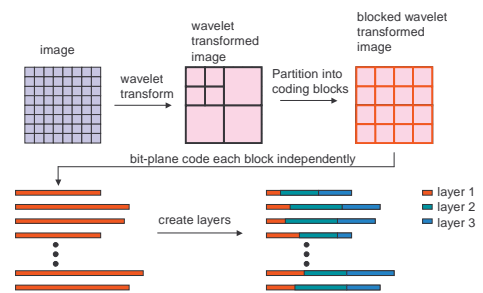 image
wavelet
transformed
image
blocked wavelet
transformed
image
wavelet
transform
Partition into
coding blocks
bit-plane code each block independently
create layers
layer 1
layer 2
layer 3